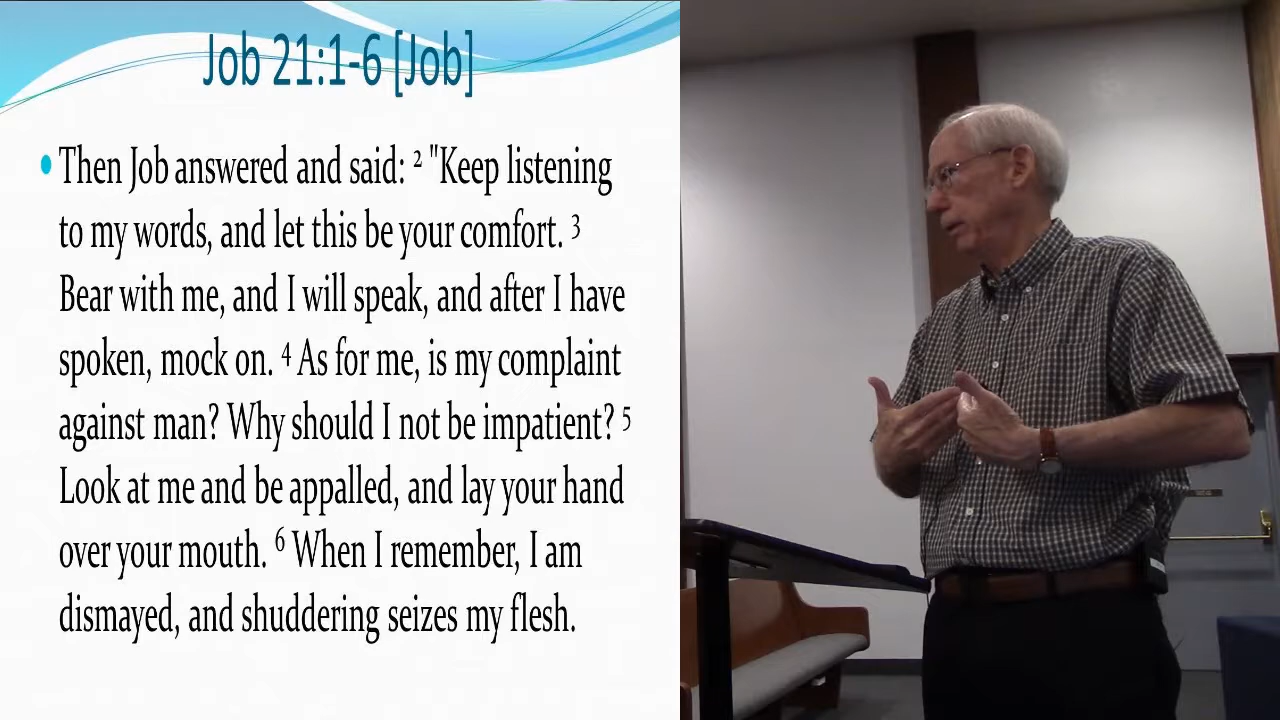 Job 21:1-6 [Job]
• Then Job answered and said: ² "Keep listening
to my words, and let this be your comfort. ³
Bear with me, and I will speak, and after I have
spoken, mock on. ⁴ As for me, is my complaint
against man? Why should I not be impatient? ⁵
Look at me and be appalled, and lay your hand
over your mouth. ⁶ When I remember, I am
dismayed, and shuddering seizes my flesh.